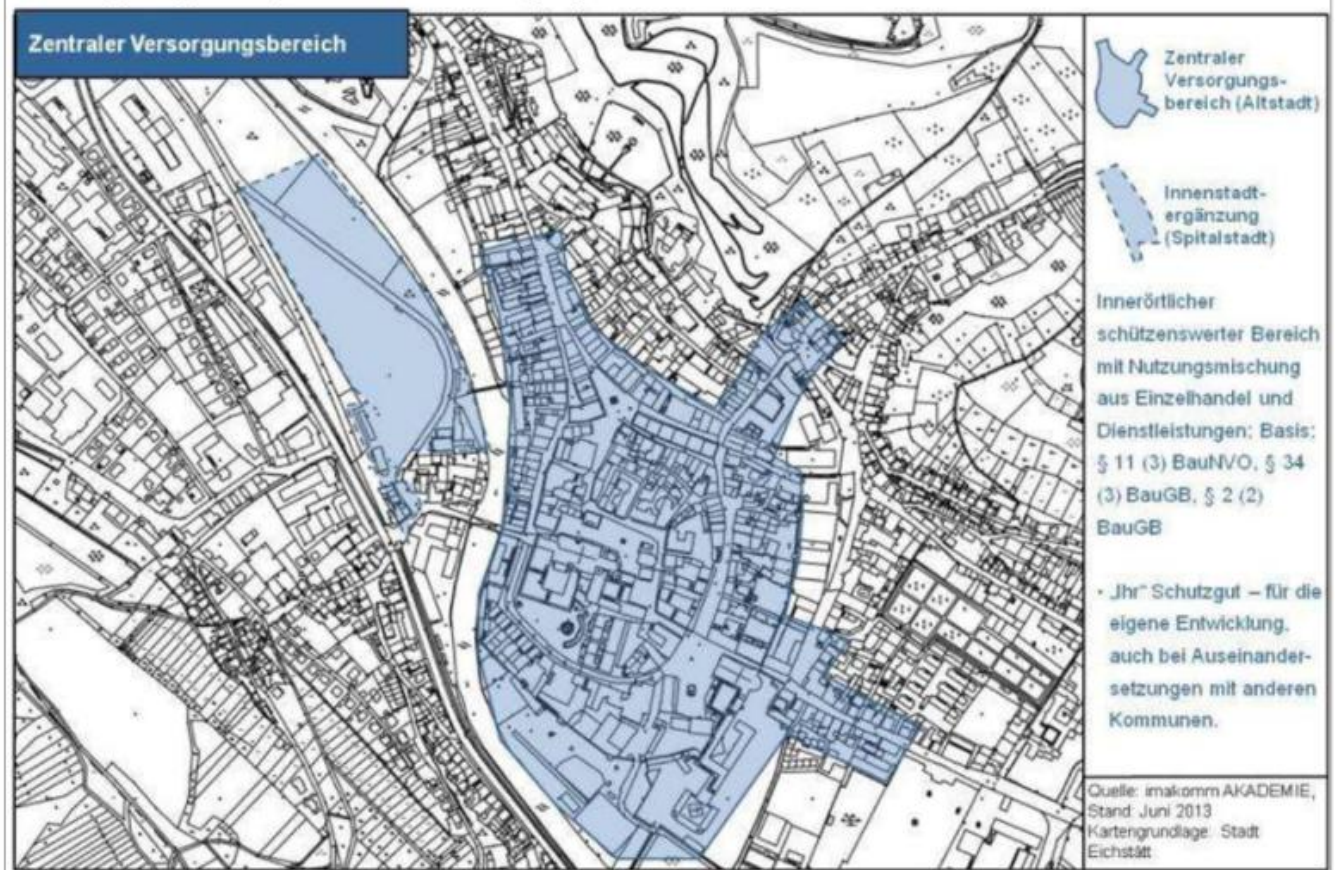 Zentraler Versorgungsbereich
Zentraler
Versorgungs-
bereich (Altstadt)
Innenstadt-
ergänzung
(Spitalstadt)
Innerörtlicher
schützenswerter Bereich
mit Nutzungsmischung
aus Einzelhandel und
Dienstleistungen; Basis:
§ 11 (3) BauNVO, § 34
(3) BauGB, § 2 (2)
BauGB
• „Ihr“ Schutzgut – für die
eigene Entwicklung,
auch bei Auseinander-
setzungen mit anderen
Kommunen.
Quelle: imakomm AKADEMIE,
Stand: Juni 2013
Kartengrundlage: Stadt
Eichstätt